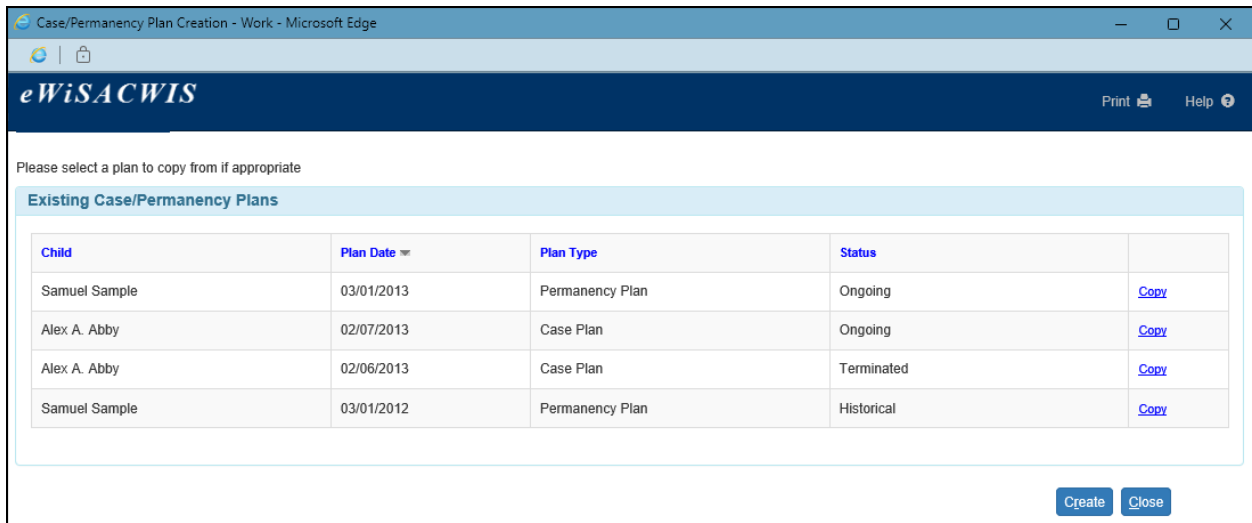 Case/Permanency Plan Creation - Work - Microsoft Edge
eWiSACWIS
Print Help
Please select a plan to copy from if appropriate
Existing Case/Permanency Plans
Child Plan Date Plan Type Status
Samuel Sample 03/01/2013 Permanency Plan Ongoing Copy
Alex A. Abby 02/07/2013 Case Plan Ongoing Copy
Alex A. Abby 02/06/2013 Case Plan Terminated Copy
Samuel Sample 03/01/2012 Permanency Plan Historical Copy
Create Close